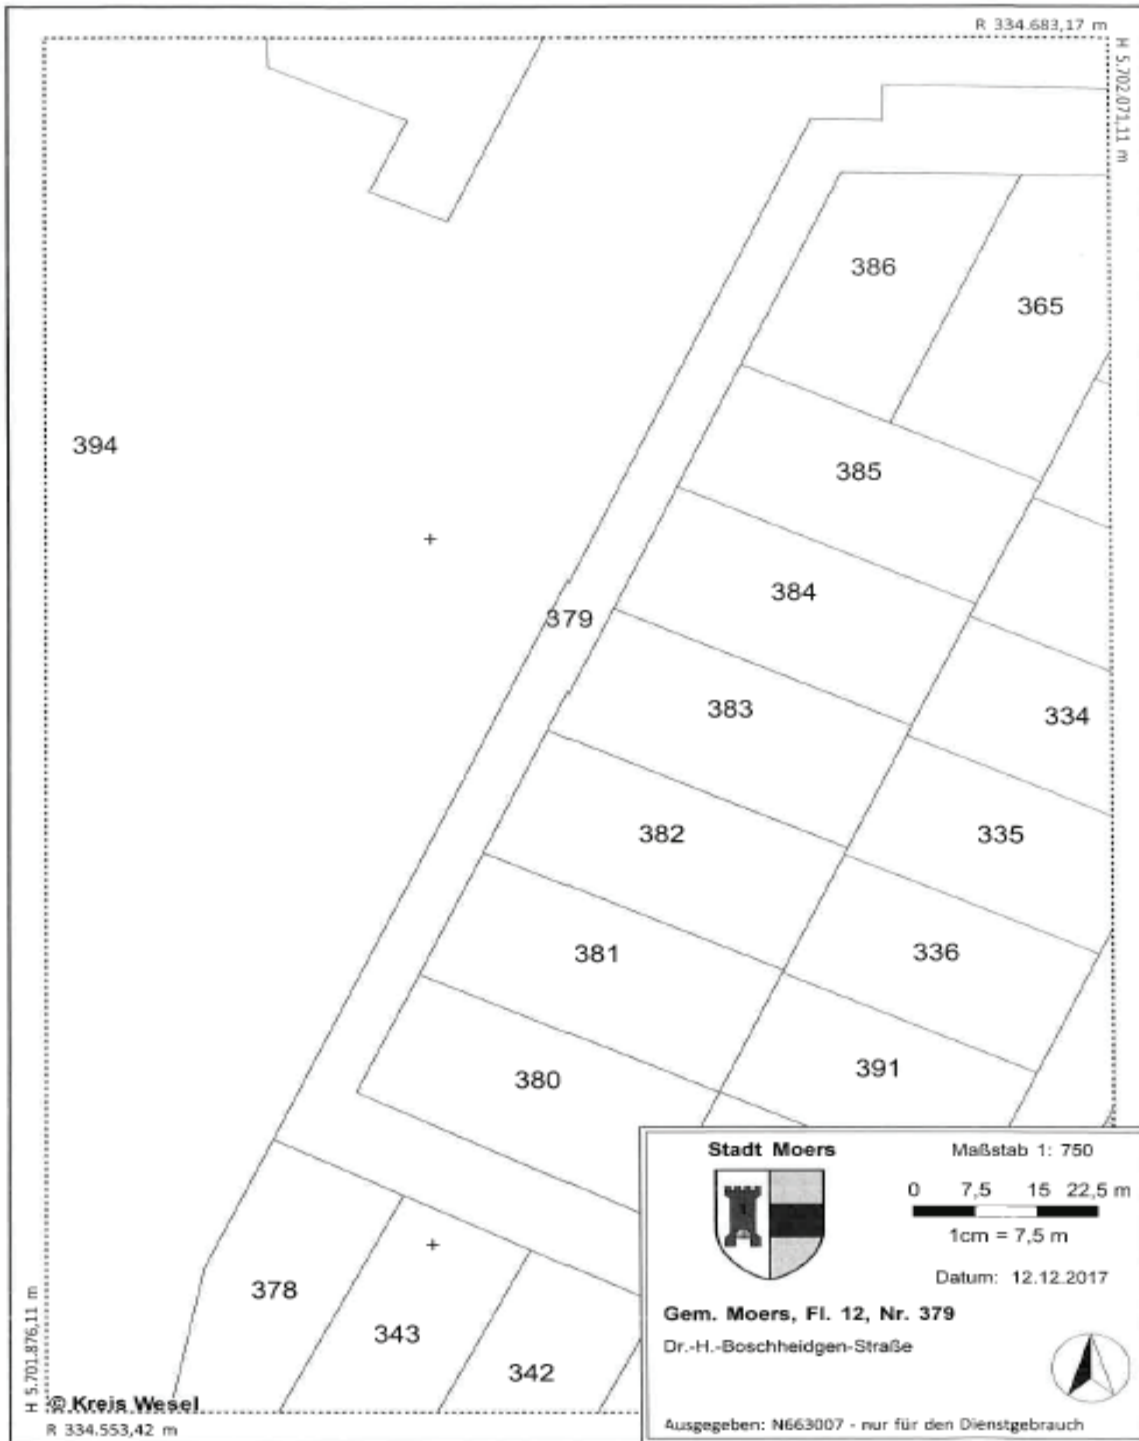 R 334.683,17 m
H 5.702.071,11 m
386
365
394
385
384
379
383
334
382
335
381
336
380
391
378
343
342
H 5.701.876,11 m
© Kreis Wesel
R 334.553,42 m
Stadt Moers
Maßstab 1: 750
0 7,5 15 22,5 m
1cm = 7,5 m
Datum: 12.12.2017
Gem. Moers, Fl. 12, Nr. 379
Dr.-H.-Boschheidgen-Straße
Ausgegeben: N663007 - nur für den Dienstgebrauch